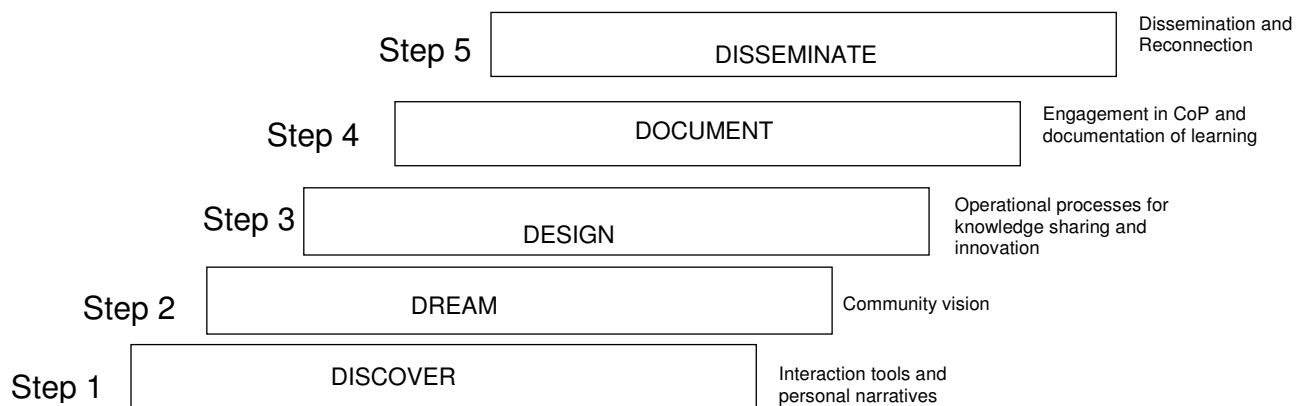 Step 5
DISSEMINATE
Dissemination and
Reconnection
Step 4
DOCUMENT
Engagement in CoP and
documentation of learning
Step 3
DESIGN
Operational processes for
knowledge sharing and
innovation
Step 2
DREAM
Community vision
Step 1
DISCOVER
Interaction tools and
personal narratives